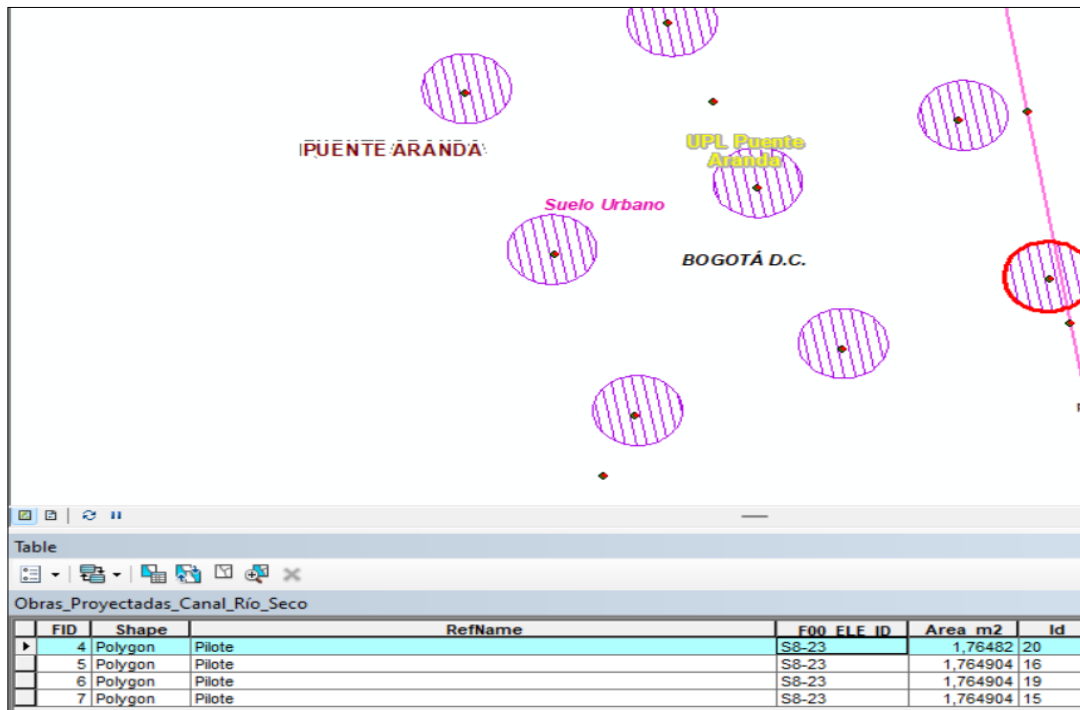 PUENTE ARANDA
UPL Puente
Aranda
Suelo Urbano
BOGOTÁ D.C.
Table
Obras_Proyectadas_Canal_Río_Seco
FID Shape RefName F00_ELE_ID Area_m2 Id
4 Polygon Pilote S8-23 1,76482 20
5 Polygon Pilote S8-23 1,764904 16
6 Polygon Pilote S8-23 1,764904 19
7 Polygon Pilote S8-23 1,764904 15